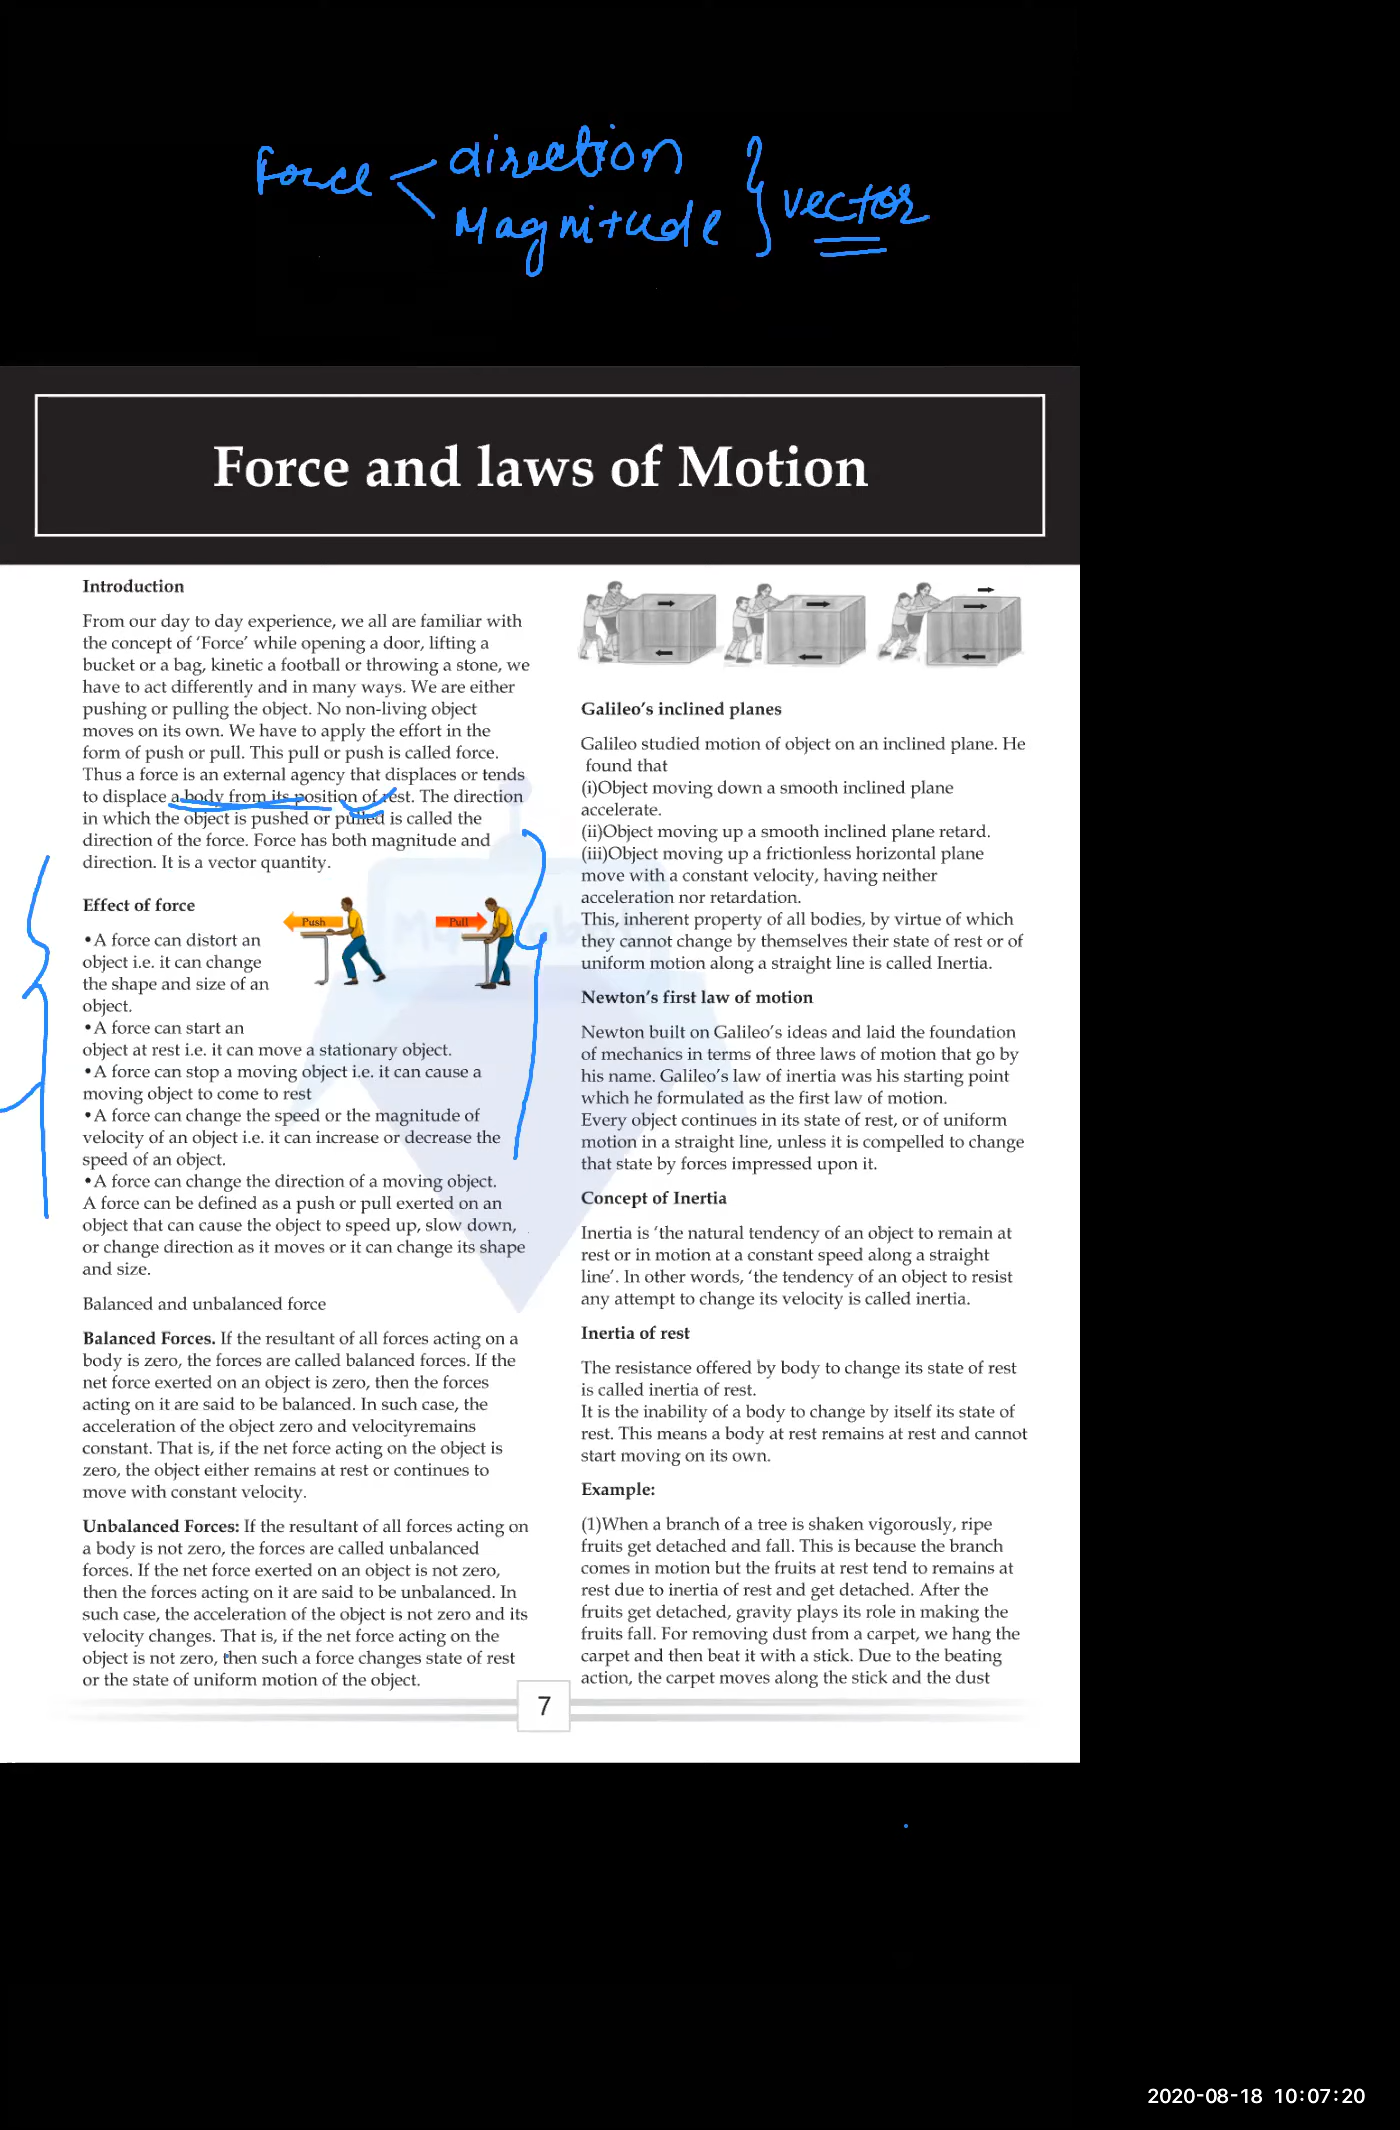 Force direction
Magnitude } vector
Force and laws of Motion
Introduction
From our day to day experience, we all are familiar with
the concept of ‘Force’ while opening a door, lifting a
bucket or a bag, kinetic a football or throwing a stone, we
have to act differently and in many ways. We are either
pushing or pulling the object. No non-living object
moves on its own. We have to apply the effort in the
form of push or pull. This pull or push is called force.
Thus a force is an external agency that displaces or tends
to displace a body from its position of rest. The direction
in which the object is pushed or pulled is called the
direction of the force. Force has both magnitude and
direction. It is a vector quantity.
Effect of force
Push
Pull
•A force can distort an
object i.e. it can change
the shape and size of an
object.
•A force can start an
object at rest i.e. it can move a stationary object.
•A force can stop a moving object i.e. it can cause a
moving object to come to rest
•A force can change the speed or the magnitude of
velocity of an object i.e. it can increase or decrease the
speed of an object.
•A force can change the direction of a moving object.
A force can be defined as a push or pull exerted on an
object that can cause the object to speed up, slow down,
or change direction as it moves or it can change its shape
and size.
Balanced and unbalanced force
Balanced Forces. If the resultant of all forces acting on a
body is zero, the forces are called balanced forces. If the
net force exerted on an object is zero, then the forces
acting on it are said to be balanced. In such case, the
acceleration of the object zero and velocityremains
constant. That is, if the net force acting on the object is
zero, the object either remains at rest or continues to
move with constant velocity.
Unbalanced Forces: If the resultant of all forces acting on
a body is not zero, the forces are called unbalanced
forces. If the net force exerted on an object is not zero,
then the forces acting on it are said to be unbalanced. In
such case, the acceleration of the object is not zero and its
velocity changes. That is, if the net force acting on the
object is not zero, then such a force changes state of rest
or the state of uniform motion of the object.
Galileo’s inclined planes
Galileo studied motion of object on an inclined plane. He
found that
(i)Object moving down a smooth inclined plane
accelerate.
(ii)Object moving up a smooth inclined plane retard.
(iii)Object moving up a frictionless horizontal plane
move with a constant velocity, having neither
acceleration nor retardation.
This, inherent property of all bodies, by virtue of which
they cannot change by themselves their state of rest or of
uniform motion along a straight line is called Inertia.
Newton’s first law of motion
Newton built on Galileo’s ideas and laid the foundation
of mechanics in terms of three laws of motion that go by
his name. Galileo’s law of inertia was his starting point
which he formulated as the first law of motion.
Every object continues in its state of rest, or of uniform
motion in a straight line, unless it is compelled to change
that state by forces impressed upon it.
Concept of Inertia
Inertia is ‘the natural tendency of an object to remain at
rest or in motion at a constant speed along a straight
line’. In other words, ‘the tendency of an object to resist
any attempt to change its velocity is called inertia.
Inertia of rest
The resistance offered by body to change its state of rest
is called inertia of rest.
It is the inability of a body to change by itself its state of
rest. This means a body at rest remains at rest and cannot
start moving on its own.
Example:
(1)When a branch of a tree is shaken vigorously, ripe
fruits get detached and fall. This is because the branch
comes in motion but the fruits at rest tend to remains at
rest due to inertia of rest and get detached. After the
fruits get detached, gravity plays its role in making the
fruits fall. For removing dust from a carpet, we hang the
carpet and then beat it with a stick. Due to the beating
action, the carpet moves along the stick and the dust
7
2020-08-18 10:07:20